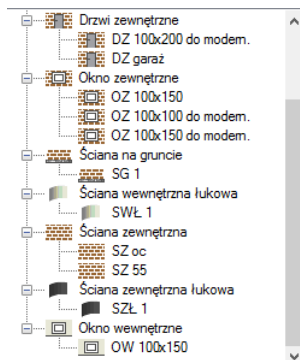 Drzwi zewnętrzne
DZ 100x200 do modern.
DZ garaż
Okno zewnętrzne
OZ 100x150
OZ 100x100 do modern.
OZ 100x150 do modern.
Ściana na gruncie
SG 1
Ściana wewnętrzna łukowa
SWŁ 1
Ściana zewnętrzna
SZ oc
SZ 55
Ściana zewnętrzna łukowa
SZŁ 1
Okno wewnętrzne
OW 100x150